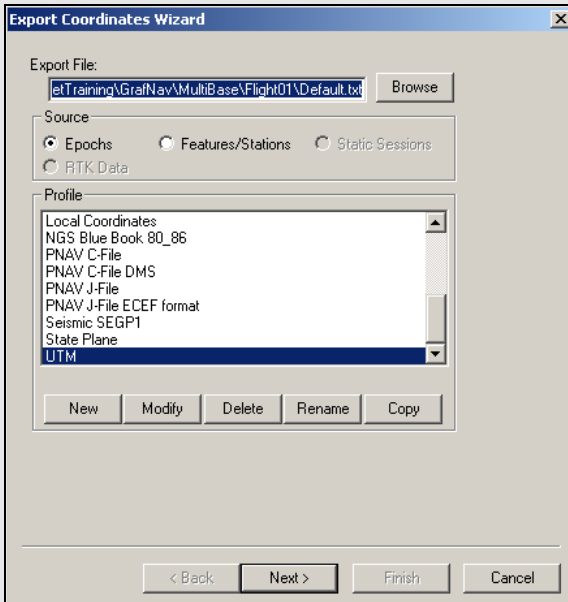 Export Coordinates Wizard
Export File:
etTraining\GrafNav\MultiBase\Flight01\Default.txt
Browse
Source
Epochs
Features/Stations
Static Sessions
RTK Data
Profile
Local Coordinates
NGS Blue Book 80_86
PNAV C-File
PNAV C-File DMS
PNAV J-File
PNAV J-File ECEF format
Seismic SEGP1
State Plane
UTM
New
Modify
Delete
Rename
Copy
< Back
Next >
Finish
Cancel